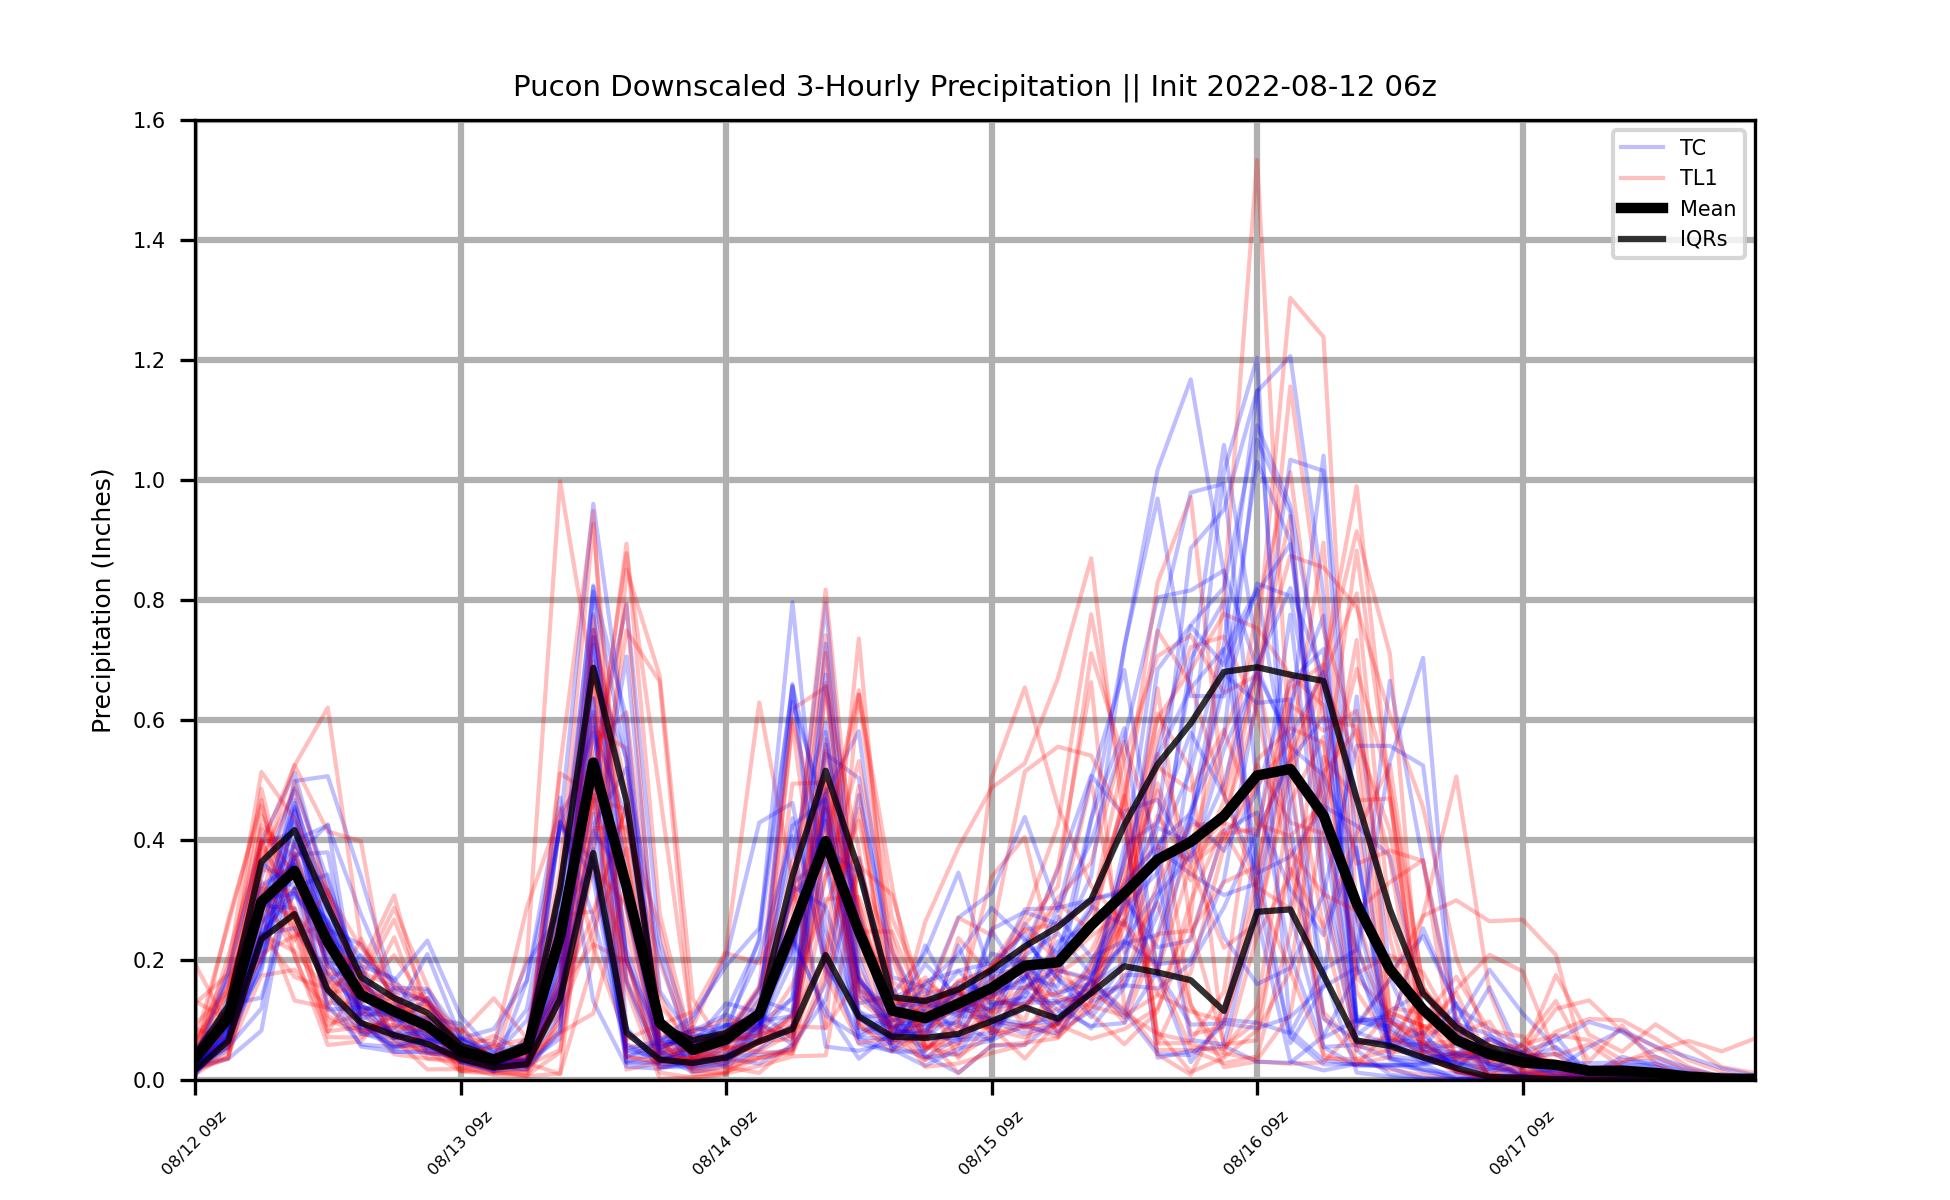 Pucon Downscaled 3-Hourly Precipitation || Init 2022-08-12 06z
TC
TL1
Mean
IQRs
Precipitation (Inches)
1.6
1.4
1.2
1.0
0.8
0.6
0.4
0.2
0.0
08/12 09z
08/13 09z
08/14 09z
08/15 09z
08/16 09z
08/17 09z